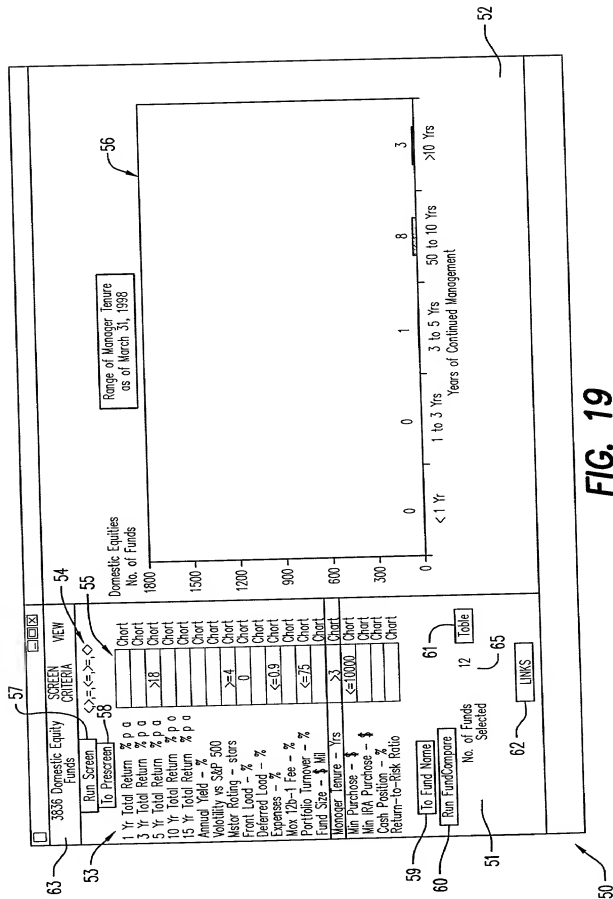 57
54
55
63
3836 Domestic Equity Funds
SCREEN CRITERIA
VIEW
Run Screen
<,>=,<=,>=,<>
To Prescreen
58
53
1 Yr Total Return % p a Chart
3 Yr Total Return % p a Chart
5 Yr Total Return % p a >18 Chart
10 Yr Total Return % p a Chart
15 Yr Total Return % p a Chart
Annual Yield - % Chart
Volatility vs S&P 500 Chart
Mstar Rating - stars >=4 Chart
Front Load - % 0 Chart
Deferred Load - % Chart
Expenses - % <=0.9 Chart
Max 12b-1 Fee - % Chart
Portfolio Turnover - % <=75 Chart
Fund Size - $ Mil Chart
Manager Tenure - Yrs >3 Chart
Min Purchase - $ <=10000 Chart
Min IRA Purchase - $ Chart
Cash Position - % Chart
Return-to-Risk Ratio Chart
59
To Fund Name
61
Table
60
Run FundCompare
No. of Funds Selected
12
65
51
62
LINKS
50
Range of Manager Tenure
as of March 31, 1998
56
Domestic Equities
No. of Funds
1800
1500
1200
900
600
300
0
0
0
1
8
3
<1 Yr
1 to 3 Yrs
3 to 5 Yrs
50 to 10 Yrs
>10 Yrs
Years of Continued Management
52
FIG. 19